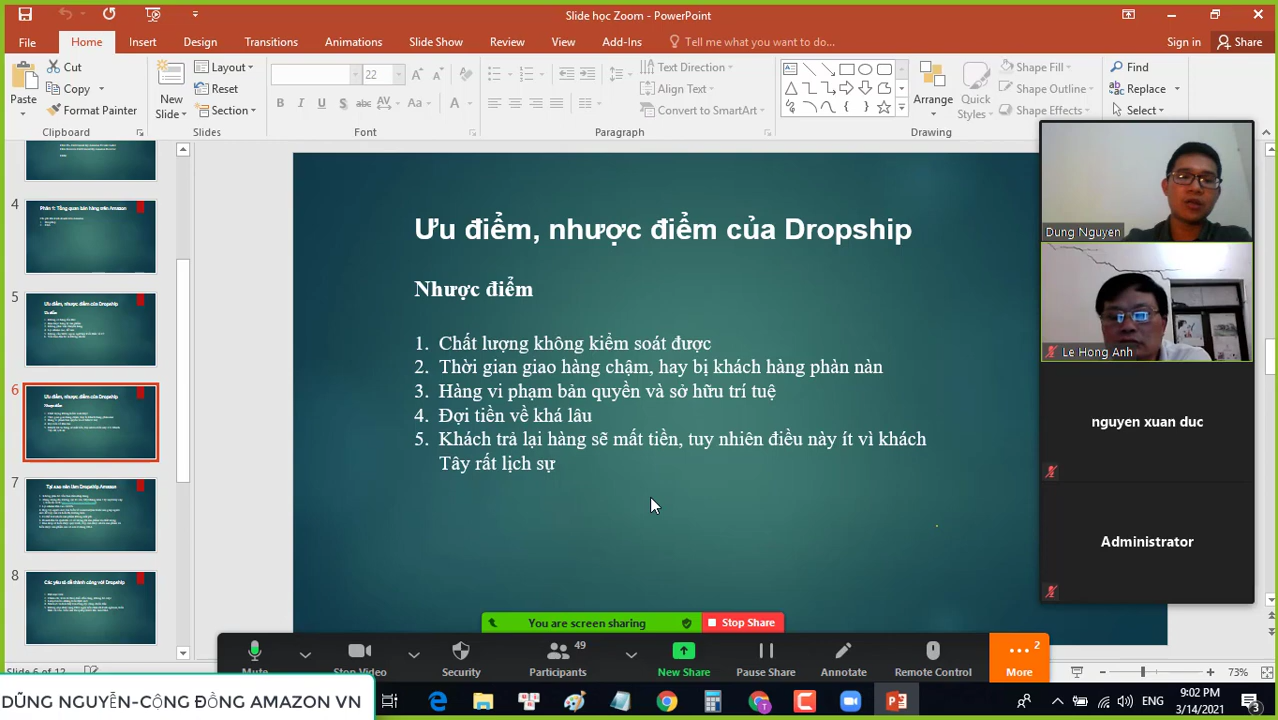 Slide học Zoom - PowerPoint
File
Home
Insert
Design
Transitions
Animations
Slide Show
Review
View
Add-Ins
Tell me what you want to do...
Sign in
Share
Paste
Cut
Copy
Format Painter
Clipboard
New Slide
Layout
Reset
Section
Slides
22
Font
Text Direction
Align Text
Convert to SmartArt
Paragraph
Arrange
Quick Styles
Shape Fill
Shape Outline
Shape Effects
Drawing
Find
Replace
Select
4
Phần 1: Tổng quan bán hàng trên Amazon
5
Ưu điểm, nhược điểm của Dropship
6
Ưu điểm, nhược điểm của Dropship
Nhược điểm
7
Tại sao nên làm Dropship Amazon
8
Các yếu tố để thành công với Dropship
Ưu điểm, nhược điểm của Dropship
Nhược điểm
1. Chất lượng không kiểm soát được
2. Thời gian giao hàng chậm, hay bị khách hàng phàn nàn
3. Hàng vi phạm bản quyền và sở hữu trí tuệ
4. Đợi tiền về khá lâu
5. Khách trả lại hàng sẽ mất tiền, tuy nhiên điều này ít vì khách
Tây rất lịch sự
Dung Nguyen
Le Hong Anh
nguyen xuan duc
Administrator
You are screen sharing
Stop Share
Mute
Stop Video
Security
Participants
49
New Share
Pause Share
Annotate
Remote Control
More
2
Slide 6 of 12
73%
DŨNG NGUYỄN-CỘNG ĐỒNG AMAZON VN
ENG
9:02 PM
3/14/2021
3